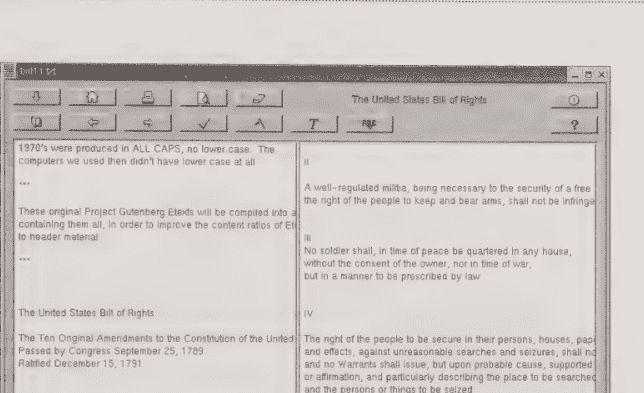 The United States Bill of Rights
T
?
1970's were produced in ALL CAPS, no lower case. The
computers we used then didn't have lower case at all
***
These original Project Gutenberg Etexts will be compiled into a
containing them all, in order to improve the content ratios of Et
to header material
***
The United States Bill of Rights
The Ten Original Amendments to the Constitution of the United
Passed by Congress September 25, 1789
Ratified December 15, 1791
II
A well-regulated militia, being necessary to the security of a free
the right of the people to keep and bear arms, shall not be infringe
III
No soldier shall, in time of peace be quartered in any house,
without the consent of the owner, nor in time of war,
but in a manner to be prescribed by law
IV
The right of the people to be secure in their persons, houses, pap
and effects, against unreasonable searches and seizures, shall no
and no Warrants shall issue, but upon probable cause, supported
or affirmation, and particularly describing the place to be searched
and the persons or things to be seized